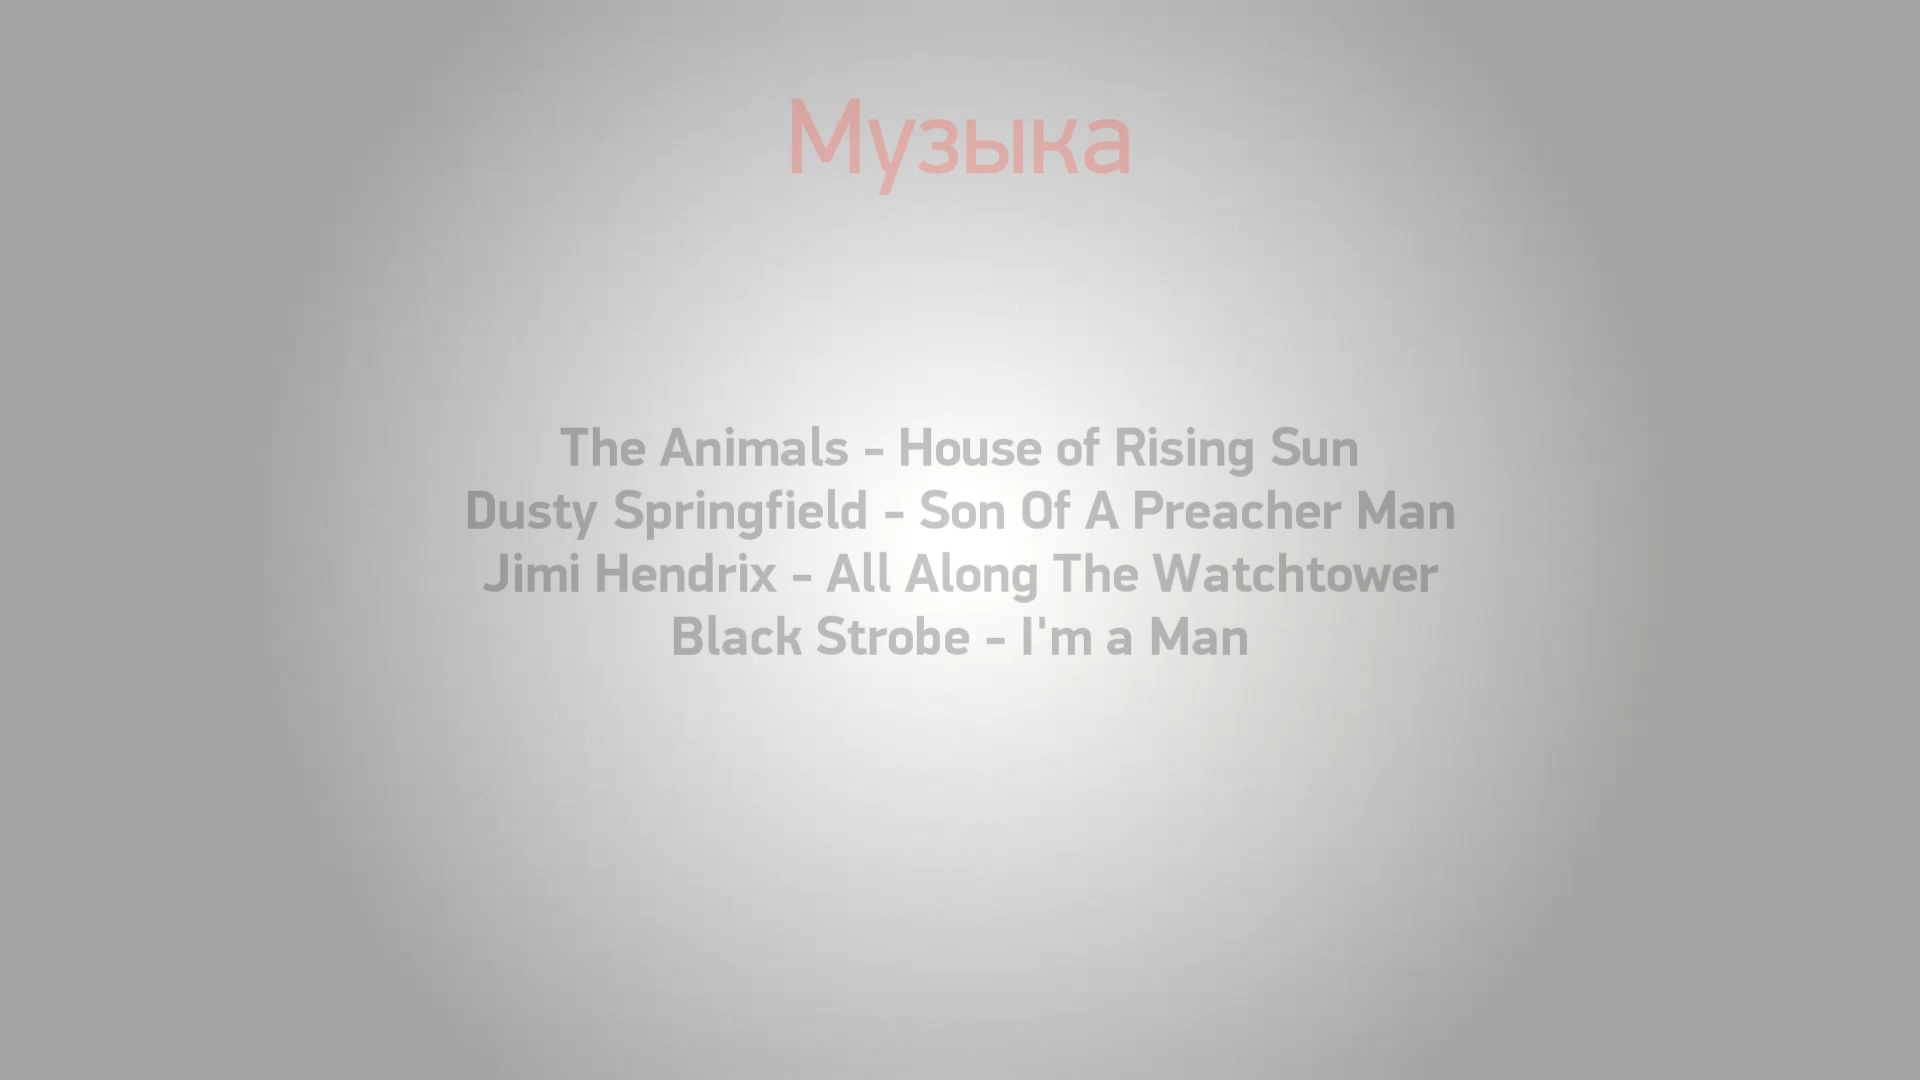 Музыка
The Animals - House of Rising Sun
Dusty Springfield - Son Of A Preacher Man
Jimi Hendrix - All Along The Watchtower
Black Strobe - I'm a Man